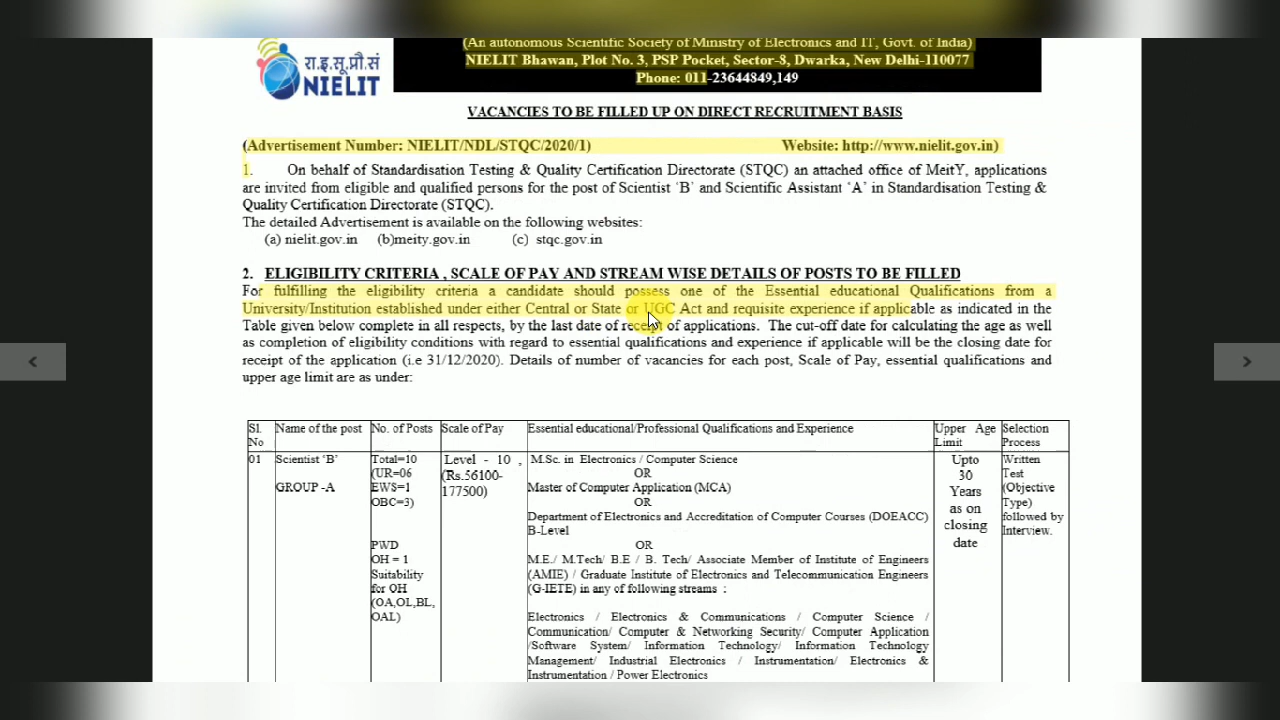 (An autonomous Scientific Society of Ministry of Electronics and IT, Govt. of India)
NIELIT Bhawan, Plot No. 3, PSP Pocket, Sector-8, Dwarka, New Delhi-110077
Phone: 011-23644849,149
रा.इ.सू.प्रौ.सं
NIELIT
VACANCIES TO BE FILLED UP ON DIRECT RECRUITMENT BASIS
(Advertisement Number: NIELIT/NDL/STQC/2020/1) Website: http://www.nielit.gov.in)
1. On behalf of Standardisation Testing & Quality Certification Directorate (STQC) an attached office of MeitY, applications
are invited from eligible and qualified persons for the post of Scientist 'B' and Scientific Assistant 'A' in Standardisation Testing &
Quality Certification Directorate (STQC).
The detailed Advertisement is available on the following websites:
(a) nielit.gov.in (b)meity.gov.in (c) stqc.gov.in
2. ELIGIBILITY CRITERIA , SCALE OF PAY AND STREAM WISE DETAILS OF POSTS TO BE FILLED
For fulfilling the eligibility criteria a candidate should possess one of the Essential educational Qualifications from a
University/Institution established under either Central or State or UGC Act and requisite experience if applicable as indicated in the
Table given below complete in all respects, by the last date of receipt of applications. The cut-off date for calculating the age as well
as completion of eligibility conditions with regard to essential qualifications and experience if applicable will be the closing date for
receipt of the application (i.e 31/12/2020). Details of number of vacancies for each post, Scale of Pay, essential qualifications and
upper age limit are as under:
Sl. No
Name of the post
No. of Posts
Scale of Pay
Essential educational/Professional Qualifications and Experience
Upper Age
Limit
Selection
Process
01
Scientist 'B'
GROUP -A
Total=10
(UR=06
EWS=1
OBC=3)
PWD
OH = 1
Suitability
for OH
(OA,OL,BL,
OAL)
Level - 10 ,
(Rs.56100-
177500)
M.Sc. in Electronics / Computer Science
OR
Master of Computer Application (MCA)
OR
Department of Electronics and Accreditation of Computer Courses (DOEACC)
B-Level
OR
M.E./ M.Tech/ B.E / B. Tech/ Associate Member of Institute of Engineers
(AMIE) / Graduate Institute of Electronics and Telecommunication Engineers
(G-IETE) in any of following streams :
Electronics / Electronics & Communications / Computer Science /
Communication/ Computer & Networking Security/ Computer Application
/Software System/ Information Technology/ Information Technology
Management/ Industrial Electronics / Instrumentation/ Electronics &
Instrumentation / Power Electronics
Upto
30
Years
as on
closing
date
Written
Test
(Objective
Type)
followed by
Interview.